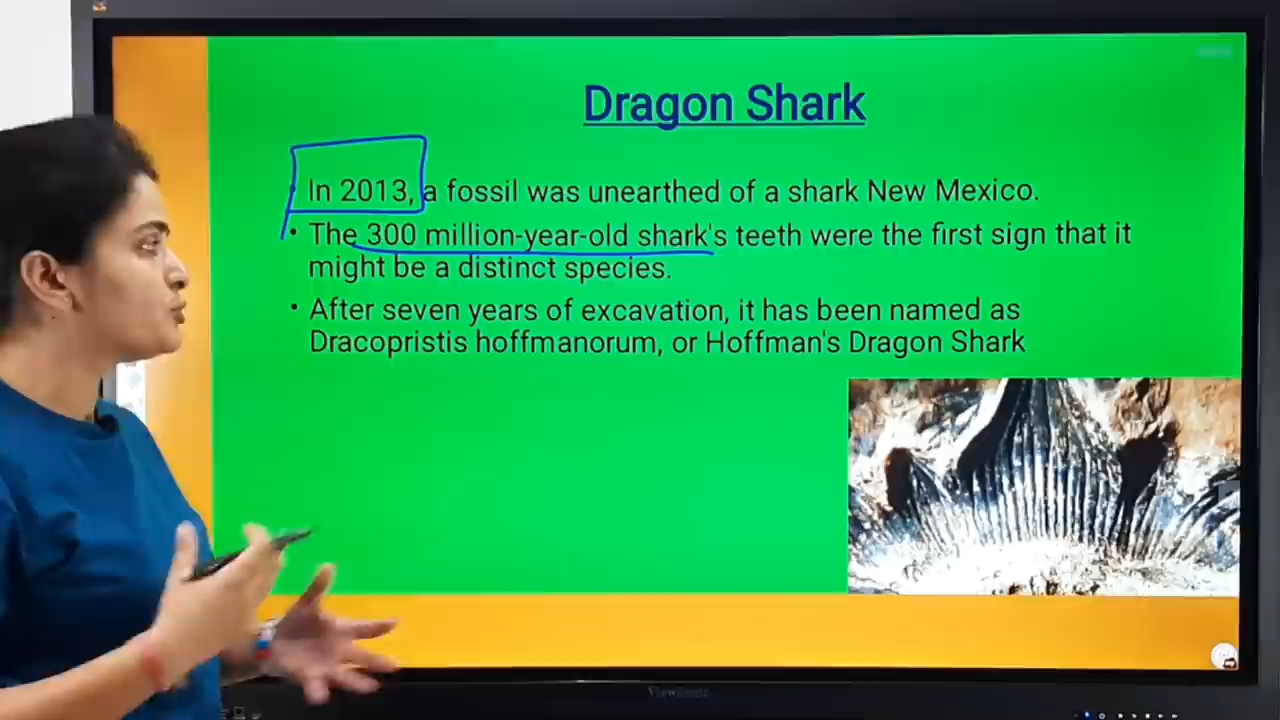 Dragon Shark
• In 2013, a fossil was unearthed of a shark New Mexico.
• The 300 million-year-old shark's teeth were the first sign that it
might be a distinct species.
• After seven years of excavation, it has been named as
Dracopristis hoffmanorum, or Hoffman's Dragon Shark
ViewSonic